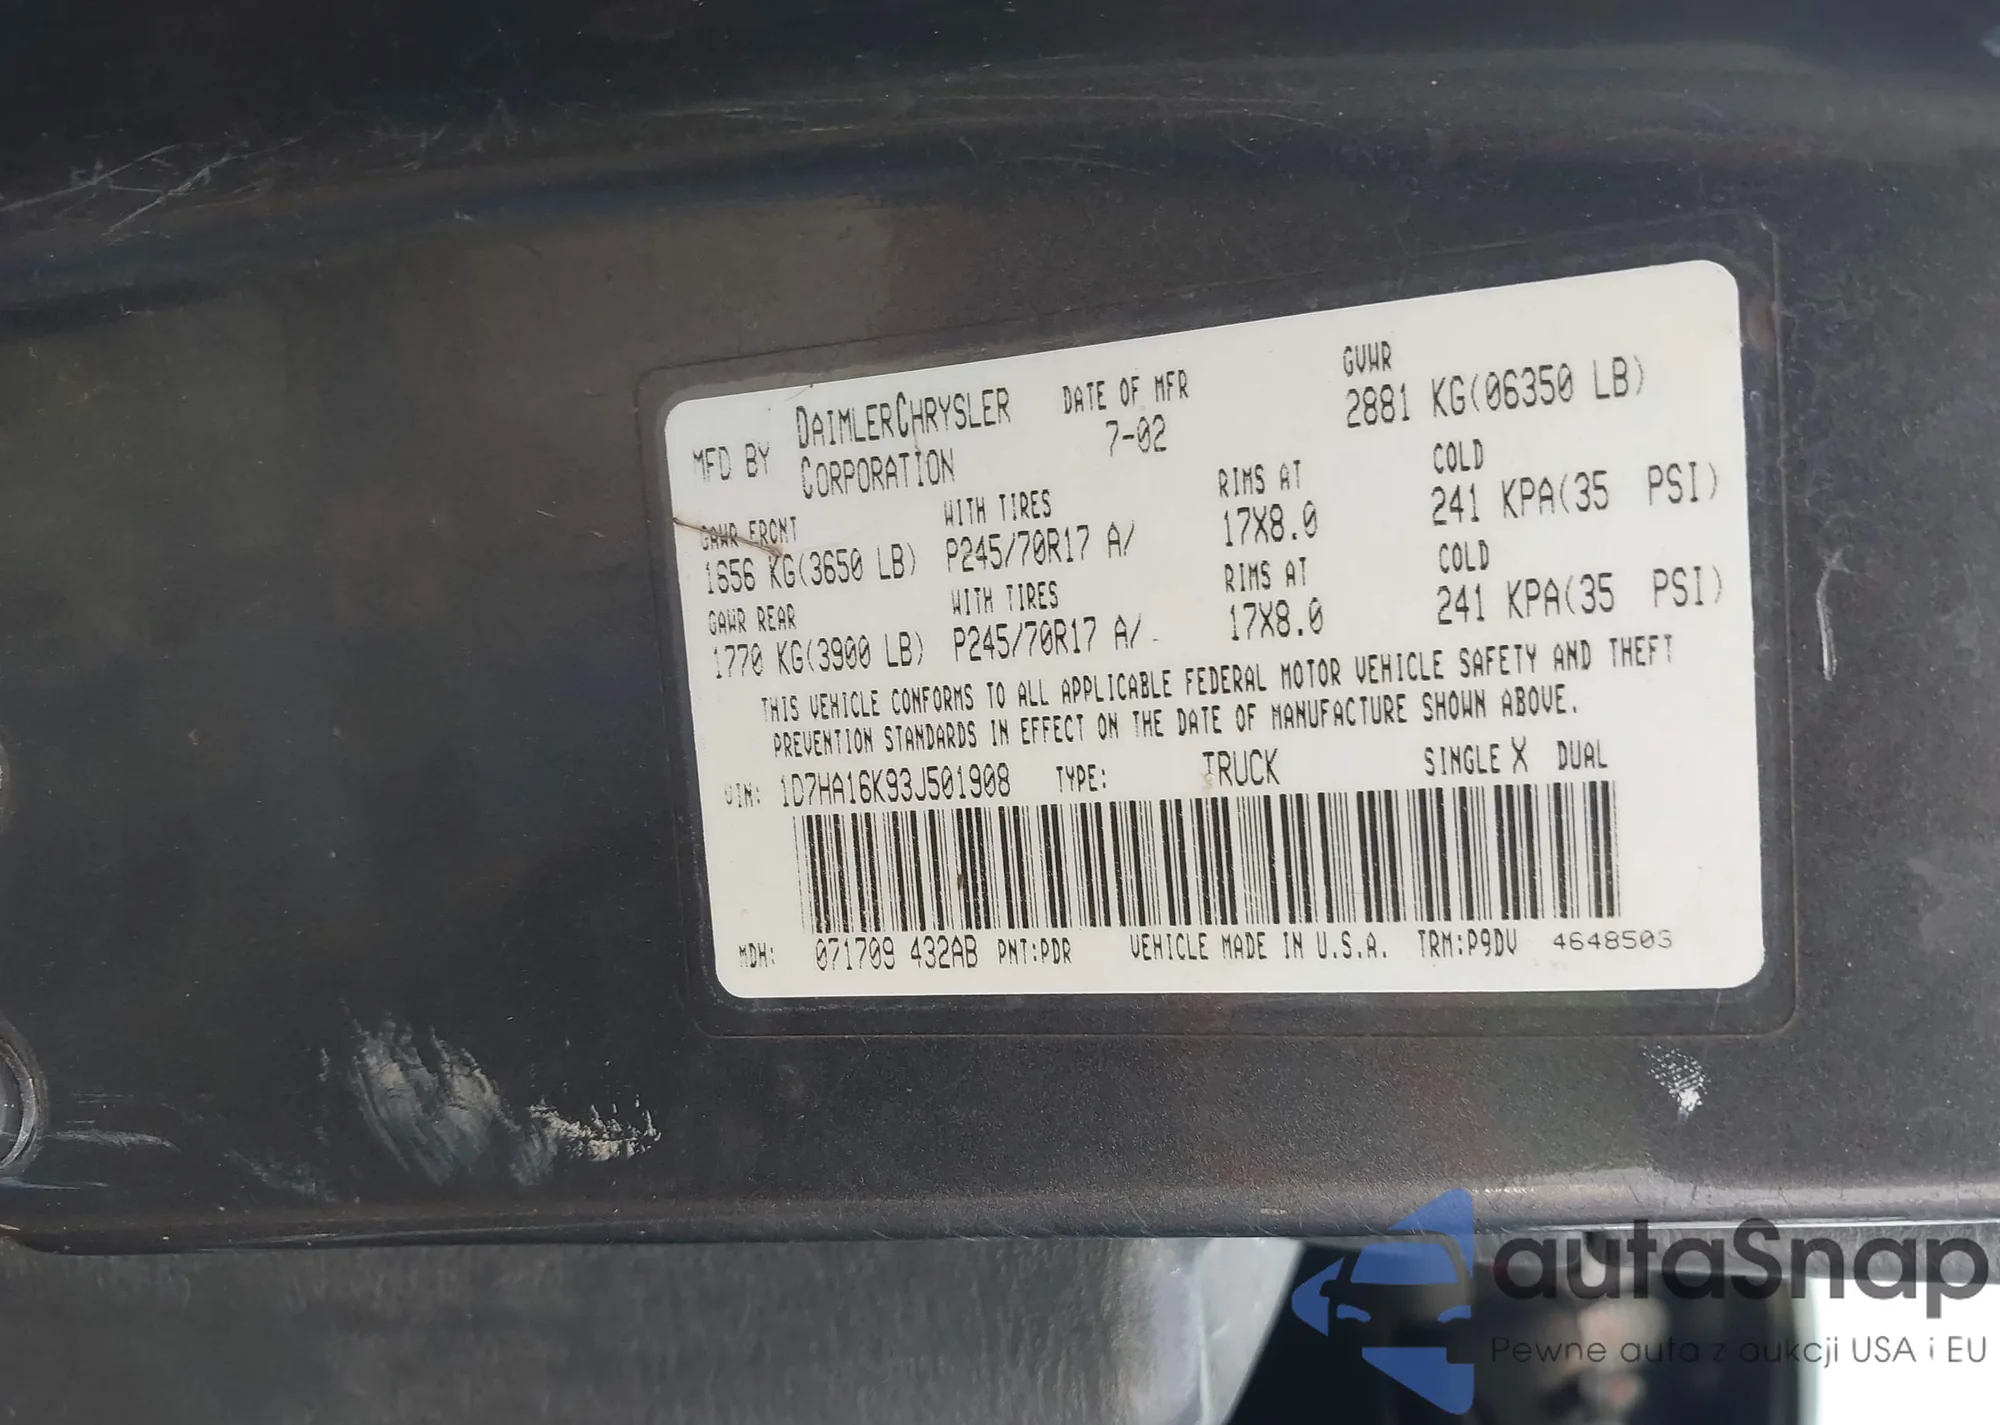 MFD BY DAIMLERCHRYSLER CORPORATION
DATE OF MFR
7-02
GVWR
2881 KG(06350 LB)
GAWR FRONT
1656 KG(3650 LB)
WITH TIRES
P245/70R17 A/
RIMS AT
17X8.0
COLD
241 KPA(35 PSI)
GAWR REAR
1770 KG(3900 LB)
WITH TIRES
P245/70R17 A/
RIMS AT
17X8.0
COLD
241 KPA(35 PSI)
THIS VEHICLE CONFORMS TO ALL APPLICABLE FEDERAL MOTOR VEHICLE SAFETY AND THEFT
PREVENTION STANDARDS IN EFFECT ON THE DATE OF MANUFACTURE SHOWN ABOVE.
VIN: 1D7HA16K93J501908 TYPE: TRUCK SINGLE X DUAL
MDH: 071709 432AB PNT:PDR VEHICLE MADE IN U.S.A. TRM:P9DV 4648503
autaSnap
Pewne auta z aukcji USA i EU